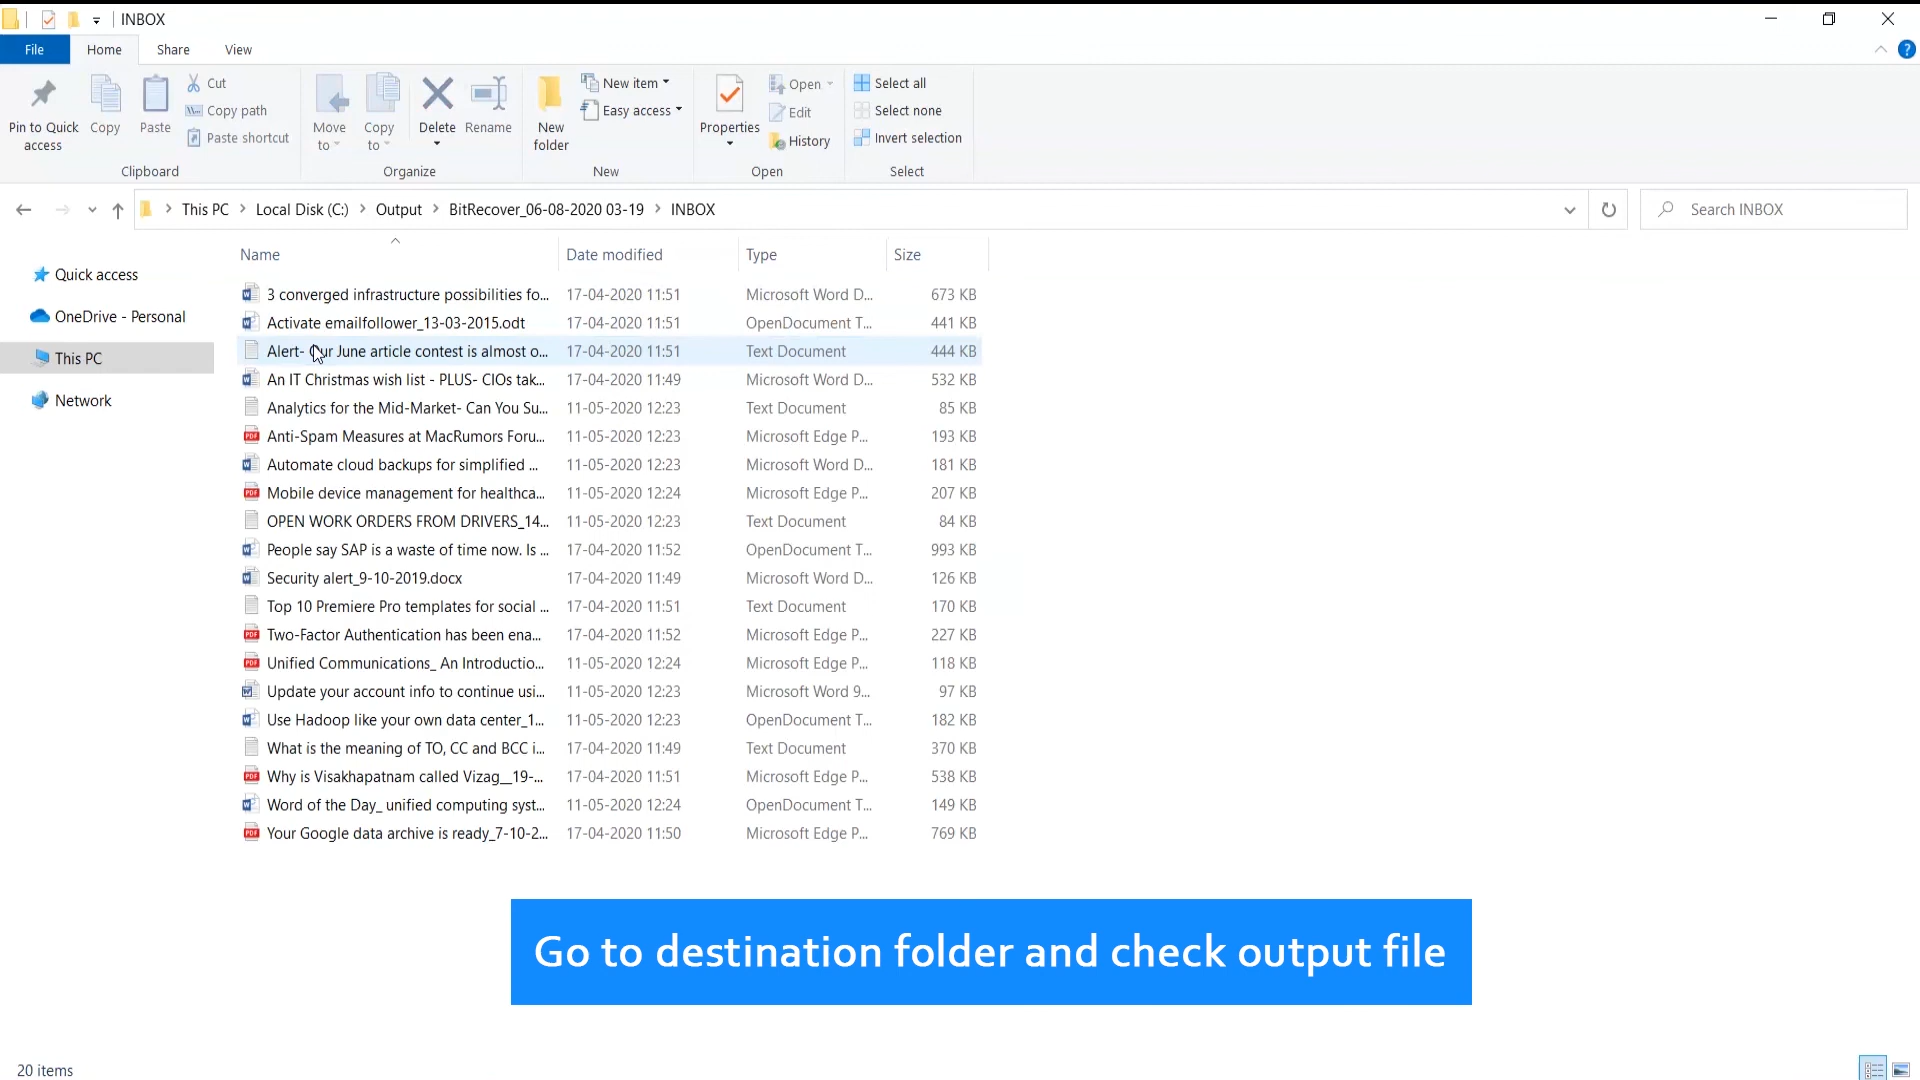 INBOX
File Home Share View
Pin to Quick access
Copy
Paste
Cut
Copy path
Paste shortcut
Clipboard
Move to
Copy to
Delete
Rename
Organize
New folder
New item
Easy access
New
Properties
Open
Edit
History
Open
Select all
Select none
Invert selection
Select
This PC > Local Disk (C:) > Output > BitRecover_06-08-2020 03-19 > INBOX
Search INBOX
Quick access
OneDrive - Personal
This PC
Network
Name Date modified Type Size
3 converged infrastructure possibilities fo... 17-04-2020 11:51 Microsoft Word D... 673 KB
Activate emailfollower_13-03-2015.odt 17-04-2020 11:51 OpenDocument T... 441 KB
Alert- Our June article contest is almost o... 17-04-2020 11:51 Text Document 444 KB
An IT Christmas wish list - PLUS- CIOs tak... 17-04-2020 11:49 Microsoft Word D... 532 KB
Analytics for the Mid-Market- Can You Su... 11-05-2020 12:23 Text Document 85 KB
Anti-Spam Measures at MacRumors Foru... 11-05-2020 12:23 Microsoft Edge P... 193 KB
Automate cloud backups for simplified ... 11-05-2020 12:23 Microsoft Word D... 181 KB
Mobile device management for healthca... 11-05-2020 12:24 Microsoft Edge P... 207 KB
OPEN WORK ORDERS FROM DRIVERS_14... 11-05-2020 12:23 Text Document 84 KB
People say SAP is a waste of time now. Is ... 17-04-2020 11:52 OpenDocument T... 993 KB
Security alert_9-10-2019.docx 17-04-2020 11:49 Microsoft Word D... 126 KB
Top 10 Premiere Pro templates for social ... 17-04-2020 11:51 Text Document 170 KB
Two-Factor Authentication has been ena... 17-04-2020 11:52 Microsoft Edge P... 227 KB
Unified Communications_ An Introductio... 11-05-2020 12:24 Microsoft Edge P... 118 KB
Update your account info to continue usi... 11-05-2020 12:23 Microsoft Word 9... 97 KB
Use Hadoop like your own data center_1... 11-05-2020 12:23 OpenDocument T... 182 KB
What is the meaning of TO, CC and BCC i... 17-04-2020 11:49 Text Document 370 KB
Why is Visakhapatnam called Vizag__19-... 17-04-2020 11:51 Microsoft Edge P... 538 KB
Word of the Day_ unified computing syst... 11-05-2020 12:24 OpenDocument T... 149 KB
Your Google data archive is ready_7-10-2... 17-04-2020 11:50 Microsoft Edge P... 769 KB
Go to destination folder and check output file
20 items